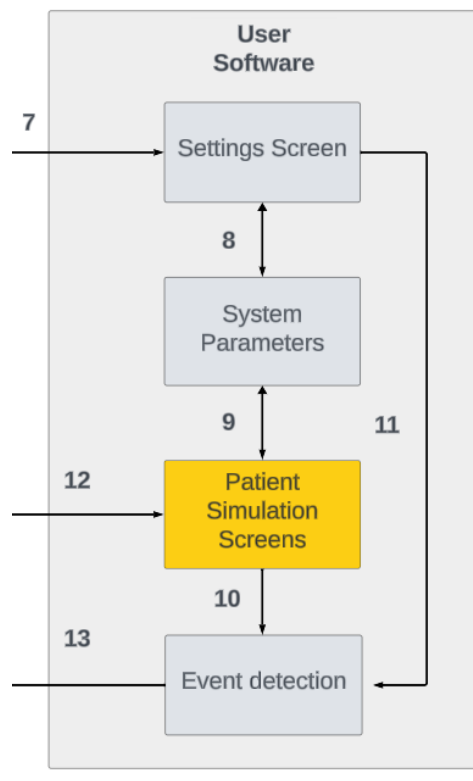 User
Software
7
Settings Screen
8
System
Parameters
9
11
12
Patient
Simulation
Screens
10
13
Event detection